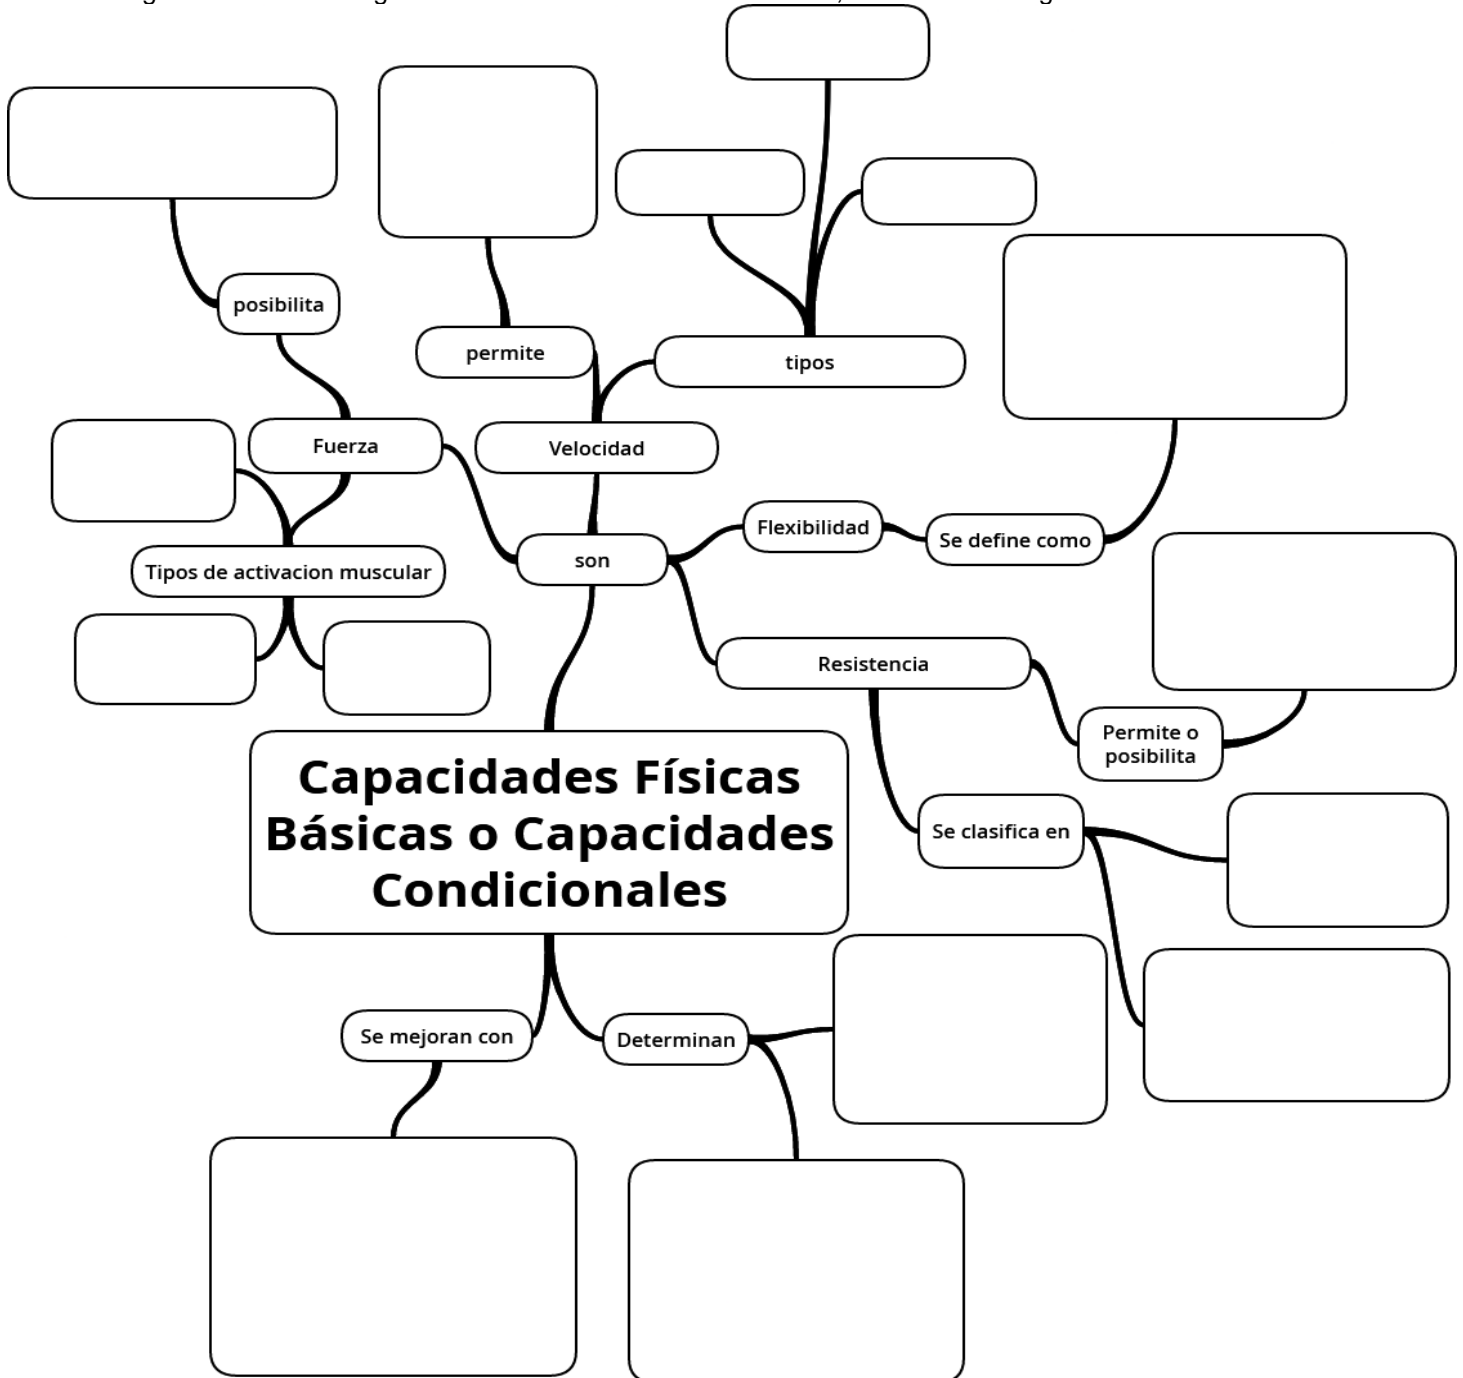 posibilita
permite
tipos
Fuerza
Velocidad
Flexibilidad
Se define como
son
Tipos de activacion muscular
Resistencia
Permite o
posibilita
Capacidades Físicas
Básicas o Capacidades
Condicionales
Se clasifica en
Se mejoran con
Determinan